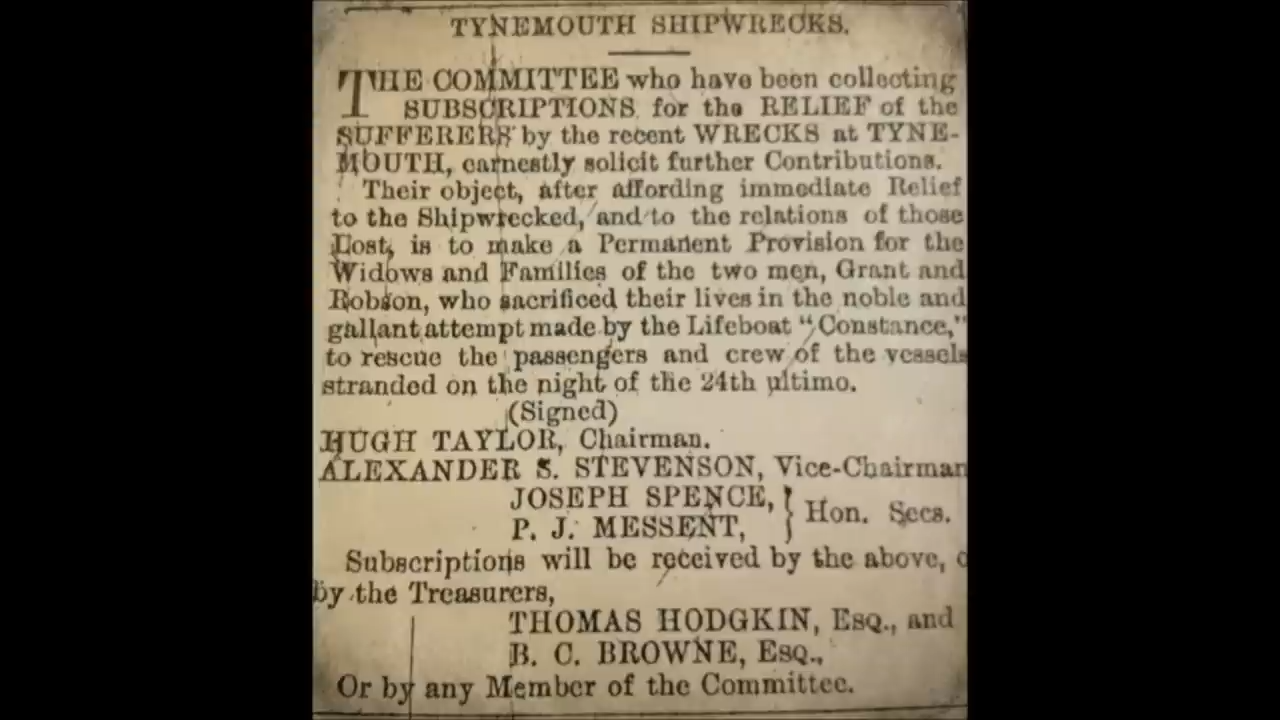 TYNEMOUTH SHIPWRECKS.
THE COMMITTEE who have been collecting
SUBSCRIPTIONS for the RELIEF of the
SUFFERERS by the recent WRECKS at TYNE-
MOUTH, earnestly solicit further Contributions.
Their object, after affording immediate Relief
to the Shipwrecked, and to the relations of those
Lost, is to make a Permanent Provision for the
Widows and Families of the two men, Grant and
Robson, who sacrificed their lives in the noble and
gallant attempt made by the Lifeboat "Constance,"
to rescue the passengers and crew of the vessels
stranded on the night of the 24th ultimo.
(Signed)
HUGH TAYLOR, Chairman.
ALEXANDER S. STEVENSON, Vice-Chairman
JOSEPH SPENCE,
P. J. MESSENT, } Hon. Secs.
Subscriptions will be received by the above, o
by the Treasurers,
THOMAS HODGKIN, Esq., and
B. C. BROWNE, Esq.,
Or by any Member of the Committee.